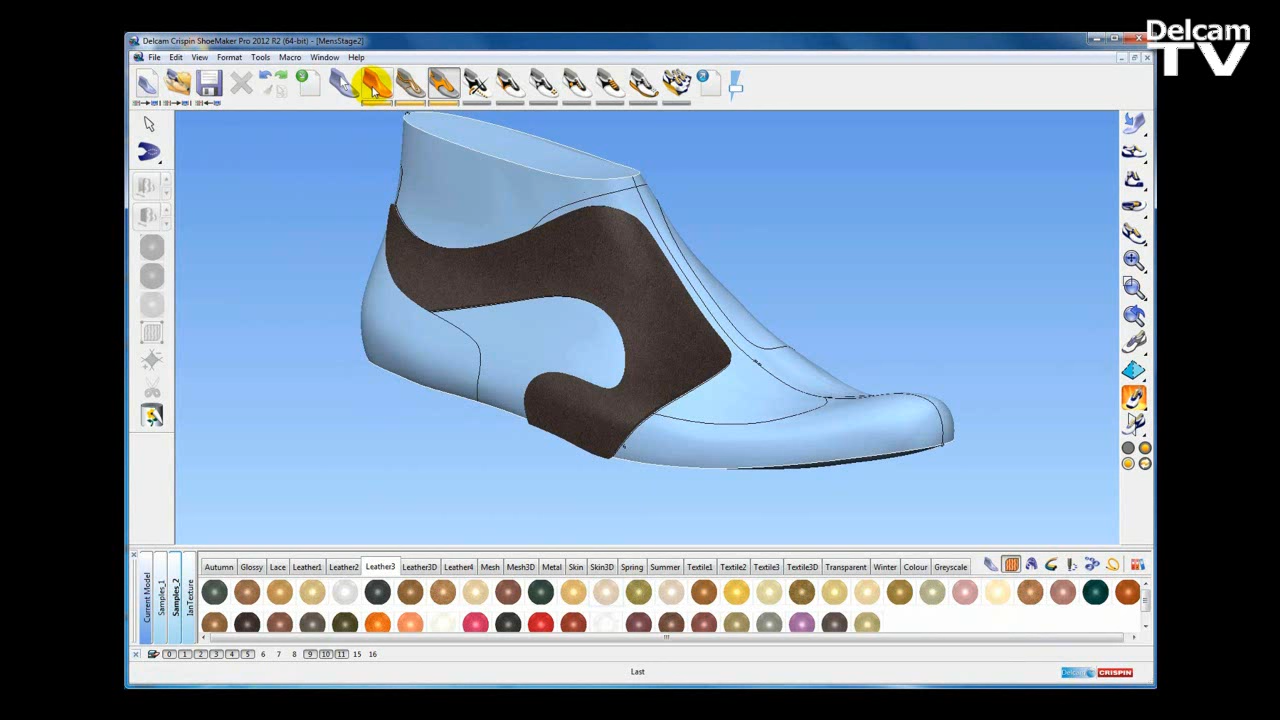 Delcam
TV
Delcam Crispin ShoeMaker Pro 2012 R2 (64-bit) - [MensStage2]
File Edit View Format Tools Macro Window Help
Autumn Glossy Lace Leather1 Leather2 Leather3 Leather3D Leather4 Mesh Mesh3D Metal Skin Skin3D Spring Summer Textile1 Textile2 Textile3 Textile3D Transparent Winter Colour Greyscale
Current Model
Samples_1
Samples_2
IanTexture
0 1 2 3 4 5 6 7 8 9 10 11 15 16
Last
Delcam CRISPIN